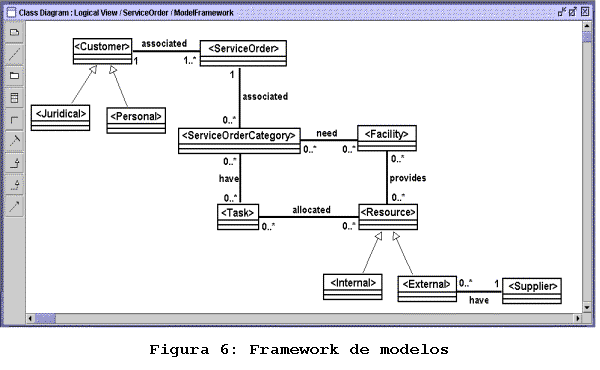 Class Diagram : Logical View / ServiceOrder / ModelFramework
<Customer> associated <ServiceOrder>
1 1..*
1
<Juridical> <Personal> associated
0..*
<ServiceOrderCategory> need <Facility>
0..* 0..*
0..* 0..*
have provides
0..* 0..*
<Task> allocated <Resource>
0..* 0..*
<Internal> <External> 0..* 1 <Supplier>
have
Figura 6: Framework de modelos